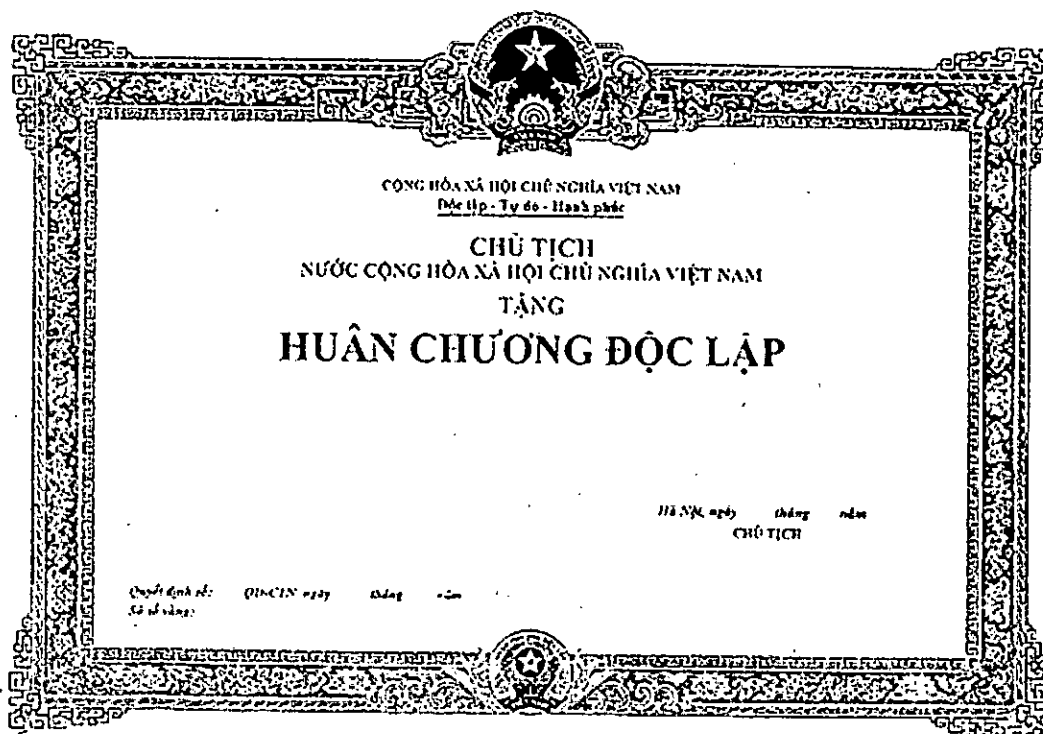 CỘNG HÒA XÃ HỘI CHỦ NGHĨA VIỆT NAM
Độc lập - Tự do - Hạnh phúc
CHỦ TỊCH
NƯỚC CỘNG HÒA XÃ HỘI CHỦ NGHĨA VIỆT NAM
TẶNG
HUÂN CHƯƠNG ĐỘC LẬP
Hà Nội, ngày tháng năm
CHỦ TỊCH
Quyết định số: QĐ-CTN ngày tháng năm
Số sổ vàng: